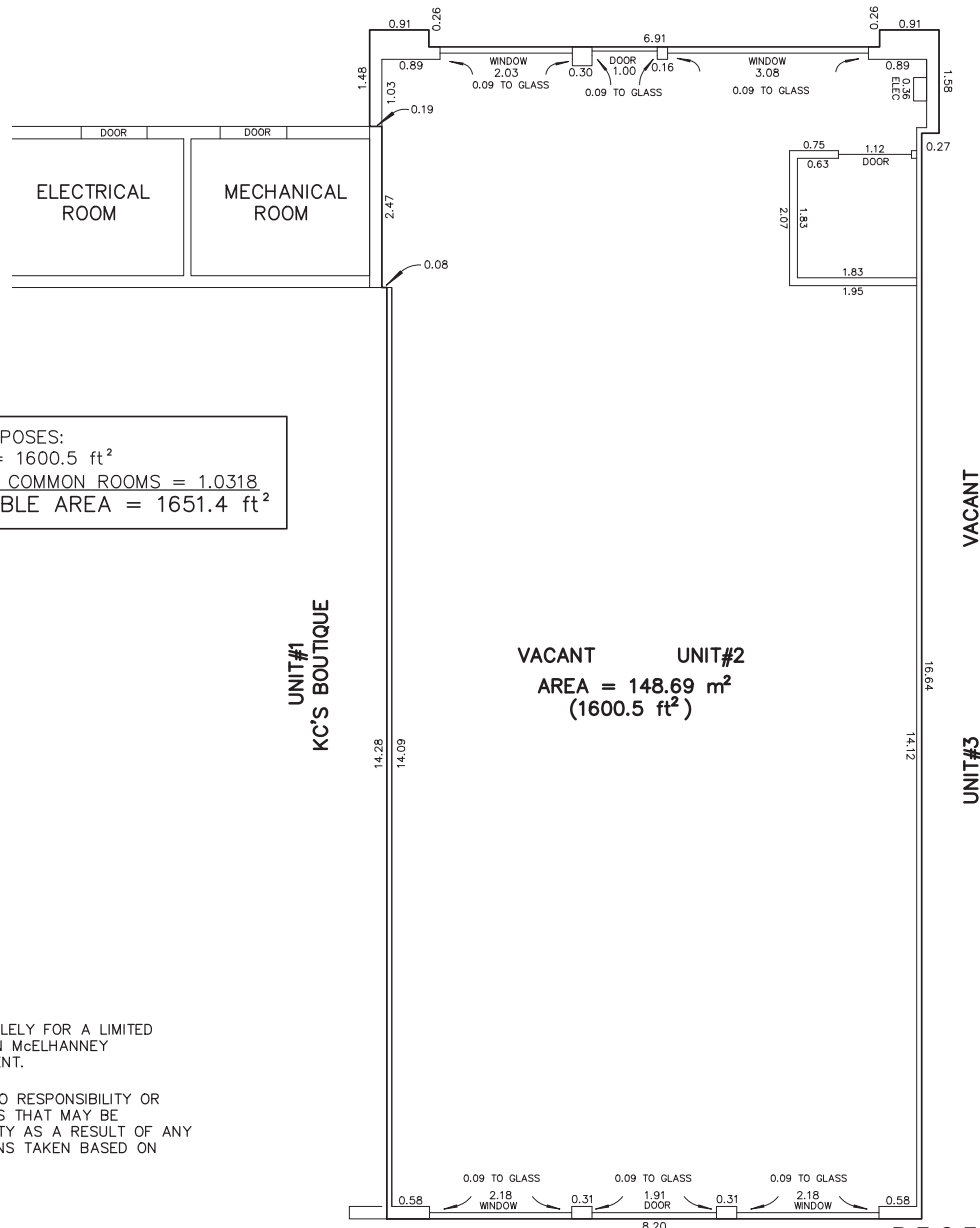 0.91
0.26
6.91
0.26
0.91
0.89
WINDOW
2.03
0.09 TO GLASS
0.30
DOOR
1.00
0.16
0.09 TO GLASS
WINDOW
3.08
0.09 TO GLASS
0.89
1.48
1.03
0.19
0.36
ELEC
1.58
0.27
DOOR
DOOR
ELECTRICAL
ROOM
MECHANICAL
ROOM
2.47
0.08
0.75
0.63
1.12
DOOR
2.07
1.83
1.83
1.95
POSES:
= 1600.5 ft²
COMMON ROOMS = 1.0318
BLE AREA = 1651.4 ft²
UNIT#1
KC'S BOUTIQUE
VACANT UNIT#2
AREA = 148.69 m²
(1600.5 ft²)
VACANT
UNIT#3
14.28
14.09
16.64
14.12
LELY FOR A LIMITED
N McELHANNEY
ENT.
O RESPONSIBILITY OR
S THAT MAY BE
TY AS A RESULT OF ANY
NS TAKEN BASED ON
0.09 TO GLASS
0.09 TO GLASS
0.09 TO GLASS
0.58
2.18
WINDOW
0.31
1.91
DOOR
0.31
2.18
WINDOW
0.58
8.20